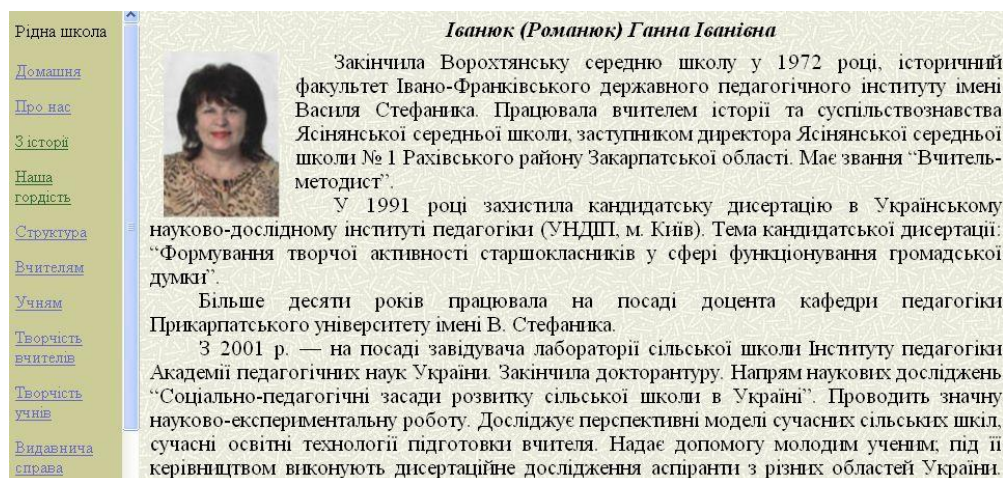 Рідна школа
Домашня
Про нас
З історії
Наша
гордість
Структура
Вчителям
Учням
Творчість
вчителів
Творчість
учнів
Видавнича
справа
Іванюк (Романюк) Ганна Іванівна
Закінчила Ворохтянську середню школу у 1972 році, історичний
факультет Івано-Франківського державного педагогічного інституту імені
Василя Стефаника. Працювала вчителем історії та суспільствознавства
Ясінянської середньої школи, заступником директора Ясінянської середньої
школи № 1 Рахівського району Закарпатської області. Має звання “Вчитель-
методист”.
У 1991 році захистила кандидатську дисертацію в Українському
науково-дослідному інституті педагогіки (УНДІП, м. Київ). Тема кандидатської дисертації:
“Формування творчої активності старшокласників у сфері функціонування громадської
думки”.
Більше десяти років працювала на посаді доцента кафедри педагогіки
Прикарпатського університету імені В. Стефаника.
З 2001 р. — на посаді завідувача лабораторії сільської школи Інституту педагогіки
Академії педагогічних наук України. Закінчила докторантуру. Напрям наукових досліджень
“Соціально-педагогічні засади розвитку сільської школи в Україні”. Проводить значну
науково-експериментальну роботу. Досліджує перспективні моделі сучасних сільських шкіл,
сучасні освітні технології підготовки вчителя. Надає допомогу молодим ученим; під її
керівництвом виконують дисертаційне дослідження аспіранти з різних областей України.